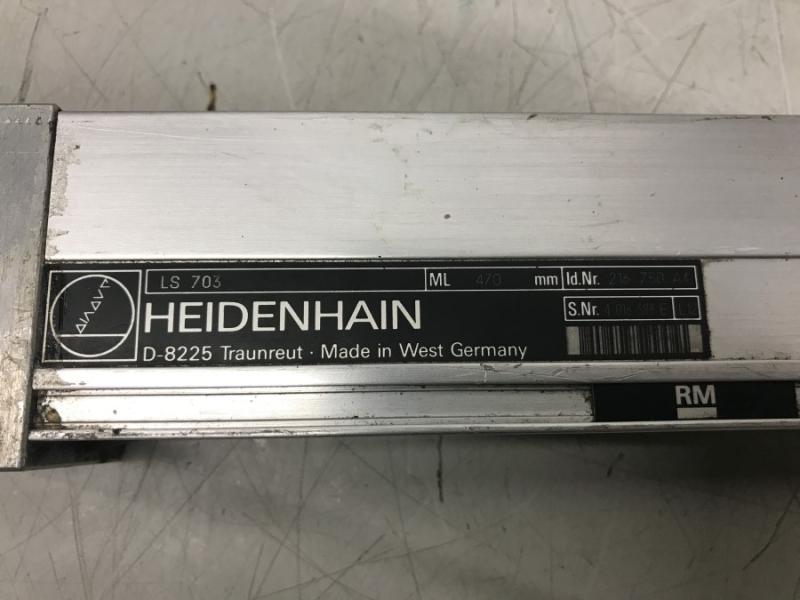 LS 703 ML 470 mm Id.Nr.
S.Nr.
HEIDENHAIN
D-8225 Traunreut · Made in West Germany
RM